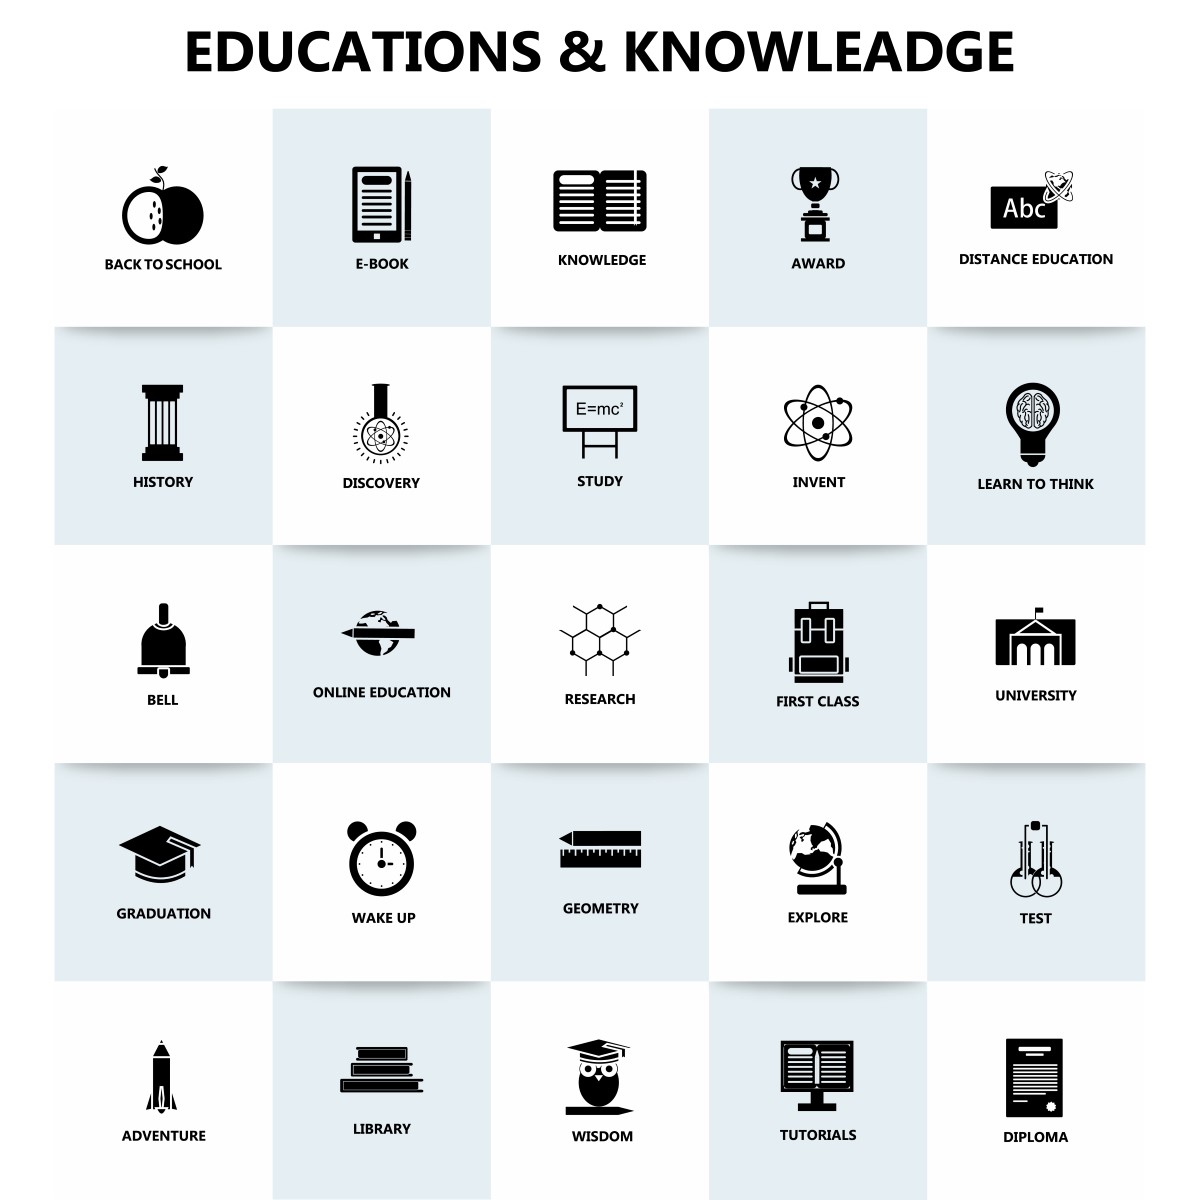 EDUCATIONS & KNOWLEADGE
BACK TO SCHOOL
E-BOOK
KNOWLEDGE
AWARD
Abc
DISTANCE EDUCATION
HISTORY
DISCOVERY
E=mc²
STUDY
INVENT
LEARN TO THINK
BELL
ONLINE EDUCATION
RESEARCH
FIRST CLASS
UNIVERSITY
GRADUATION
WAKE UP
GEOMETRY
EXPLORE
TEST
ADVENTURE
LIBRARY
WISDOM
TUTORIALS
DIPLOMA